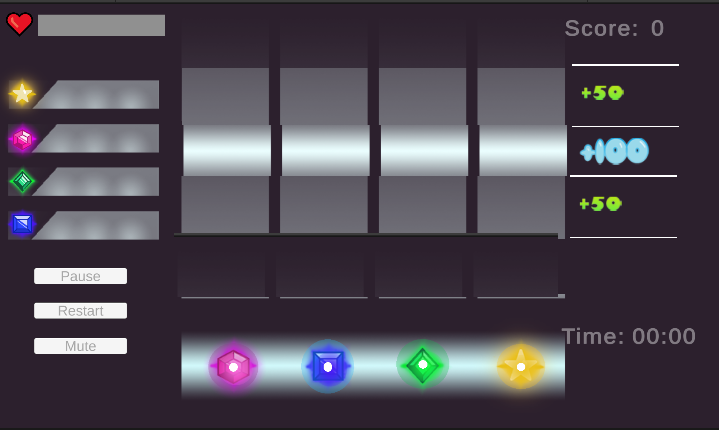 Score: 0
+50
+100
+50
Pause
Restart
Mute
Time: 00:00